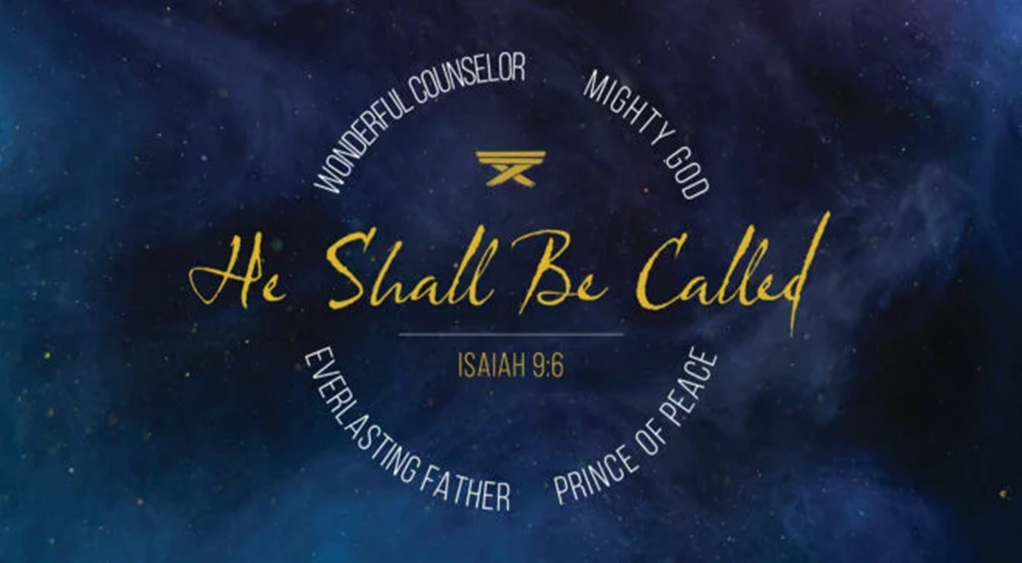 WONDERFUL COUNSELOR
MIGHTY GOD
He Shall Be Called
ISAIAH 9:6
EVERLASTING FATHER
PRINCE OF PEACE